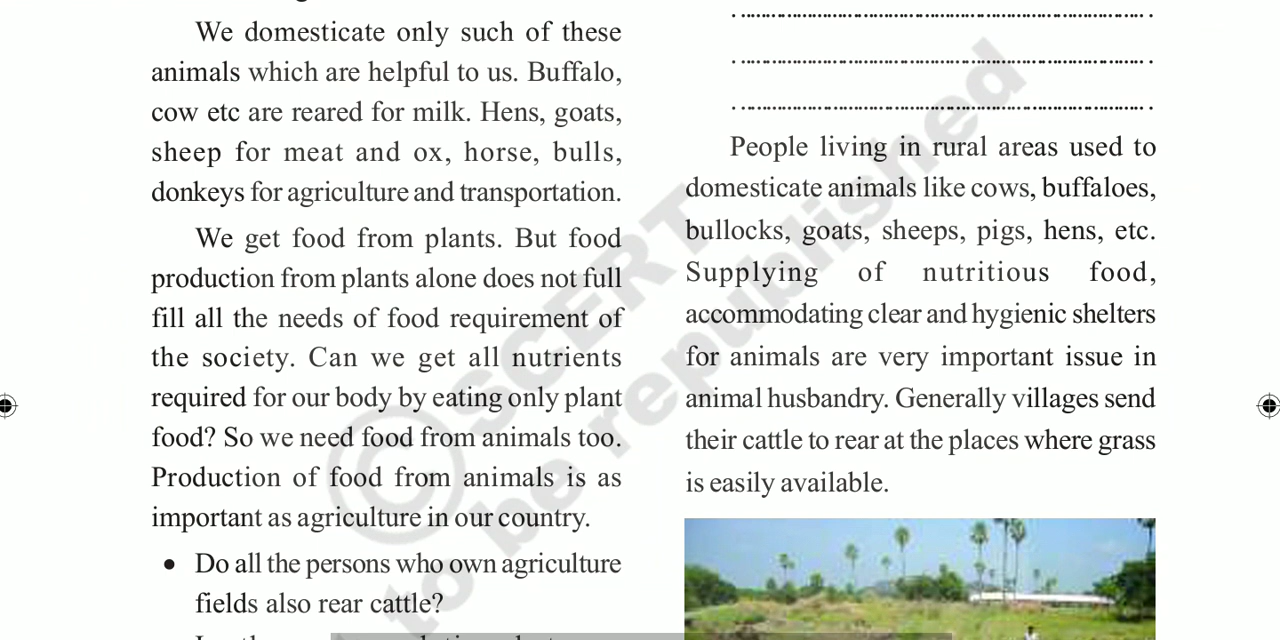 We domesticate only such of these
animals which are helpful to us. Buffalo,
cow etc are reared for milk. Hens, goats,
sheep for meat and ox, horse, bulls,
donkeys for agriculture and transportation.
We get food from plants. But food
production from plants alone does not full
fill all the needs of food requirement of
the society. Can we get all nutrients
required for our body by eating only plant
food? So we need food from animals too.
Production of food from animals is as
important as agriculture in our country.
• Do all the persons who own agriculture
fields also rear cattle?
People living in rural areas used to
domesticate animals like cows, buffaloes,
bullocks, goats, sheeps, pigs, hens, etc.
Supplying of nutritious food,
accommodating clear and hygienic shelters
for animals are very important issue in
animal husbandry. Generally villages send
their cattle to rear at the places where grass
is easily available.
© SCERT
to be republished